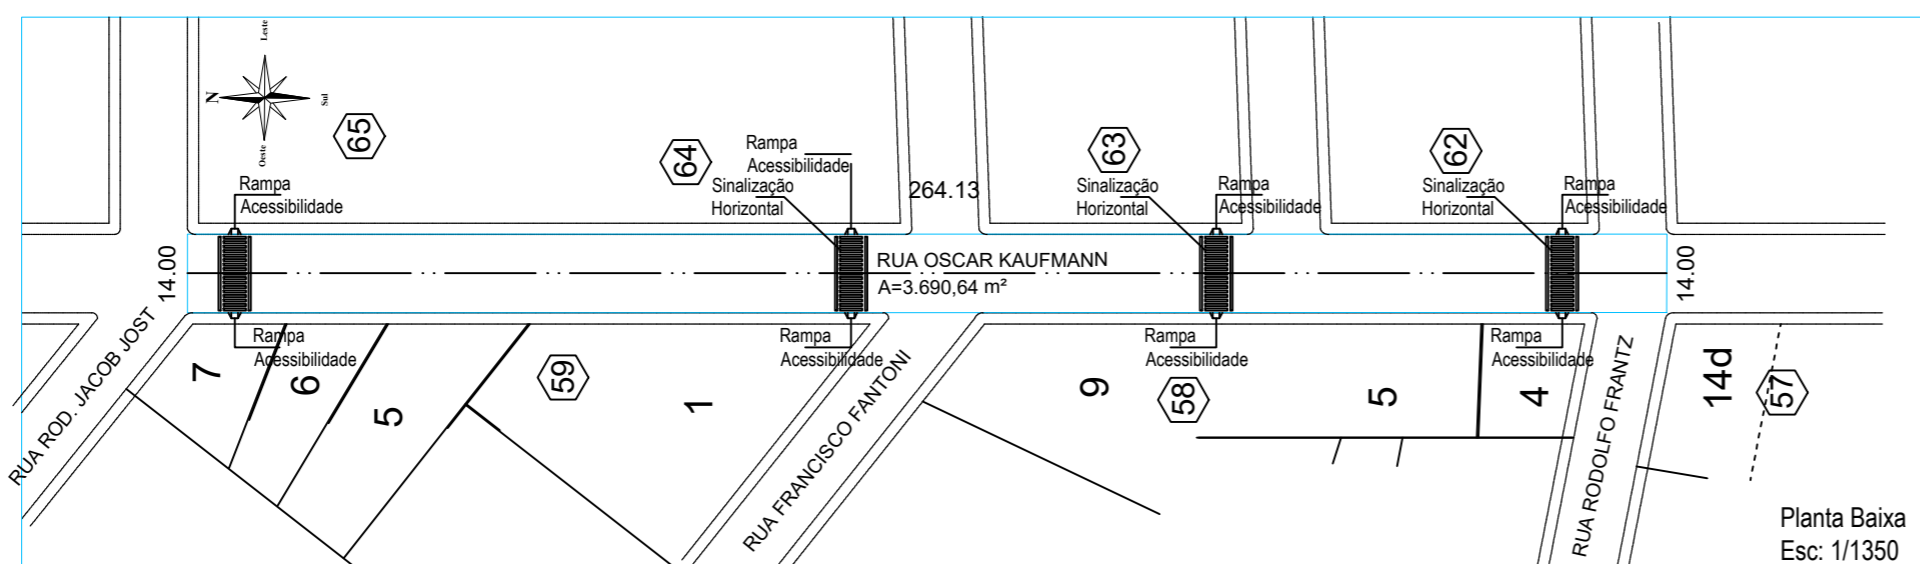 Leste
N
Sul
Oeste
65
64
63
62
Rampa
Acessibilidade
Rampa
Acessibilidade
Sinalização
Horizontal
264.13
Sinalização
Horizontal
Rampa
Acessibilidade
Sinalização
Horizontal
Rampa
Acessibilidade
14.00
RUA OSCAR KAUFMANN
A=3.690,64 m²
14.00
Rampa
Acessibilidade
Rampa
Acessibilidade
Rampa
Acessibilidade
Rampa
Acessibilidade
RUA ROD. JACOB JOST
7
6
5
59
1
RUA FRANCISCO FANTONI
9
58
5
4
RUA RODOLFO FRANTZ
14d
57
Planta Baixa
Esc: 1/1350